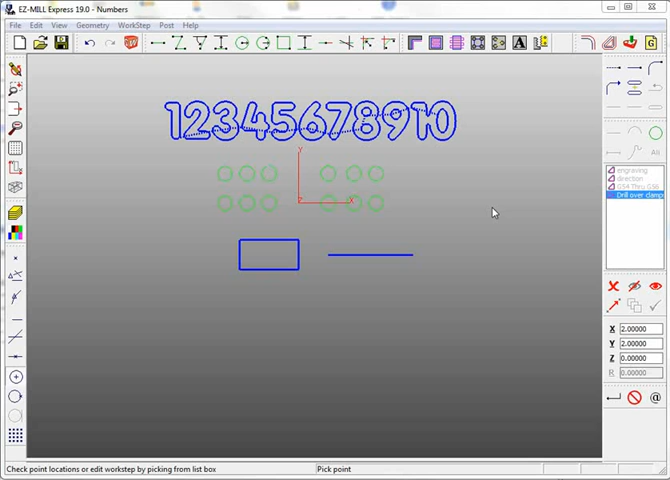 EZ-MILL Express 19.0 - Numbers
File Edit View Geometry WorkStep Post Help
A
G
12345678910
Y
X
Z
All
engraving
direction
G54 Thru G58
Drill over clamp
X 2.00000
Y 2.00000
Z 0.00000
R 0.00000
@
Check point locations or edit workstep by picking from list box
Pick point